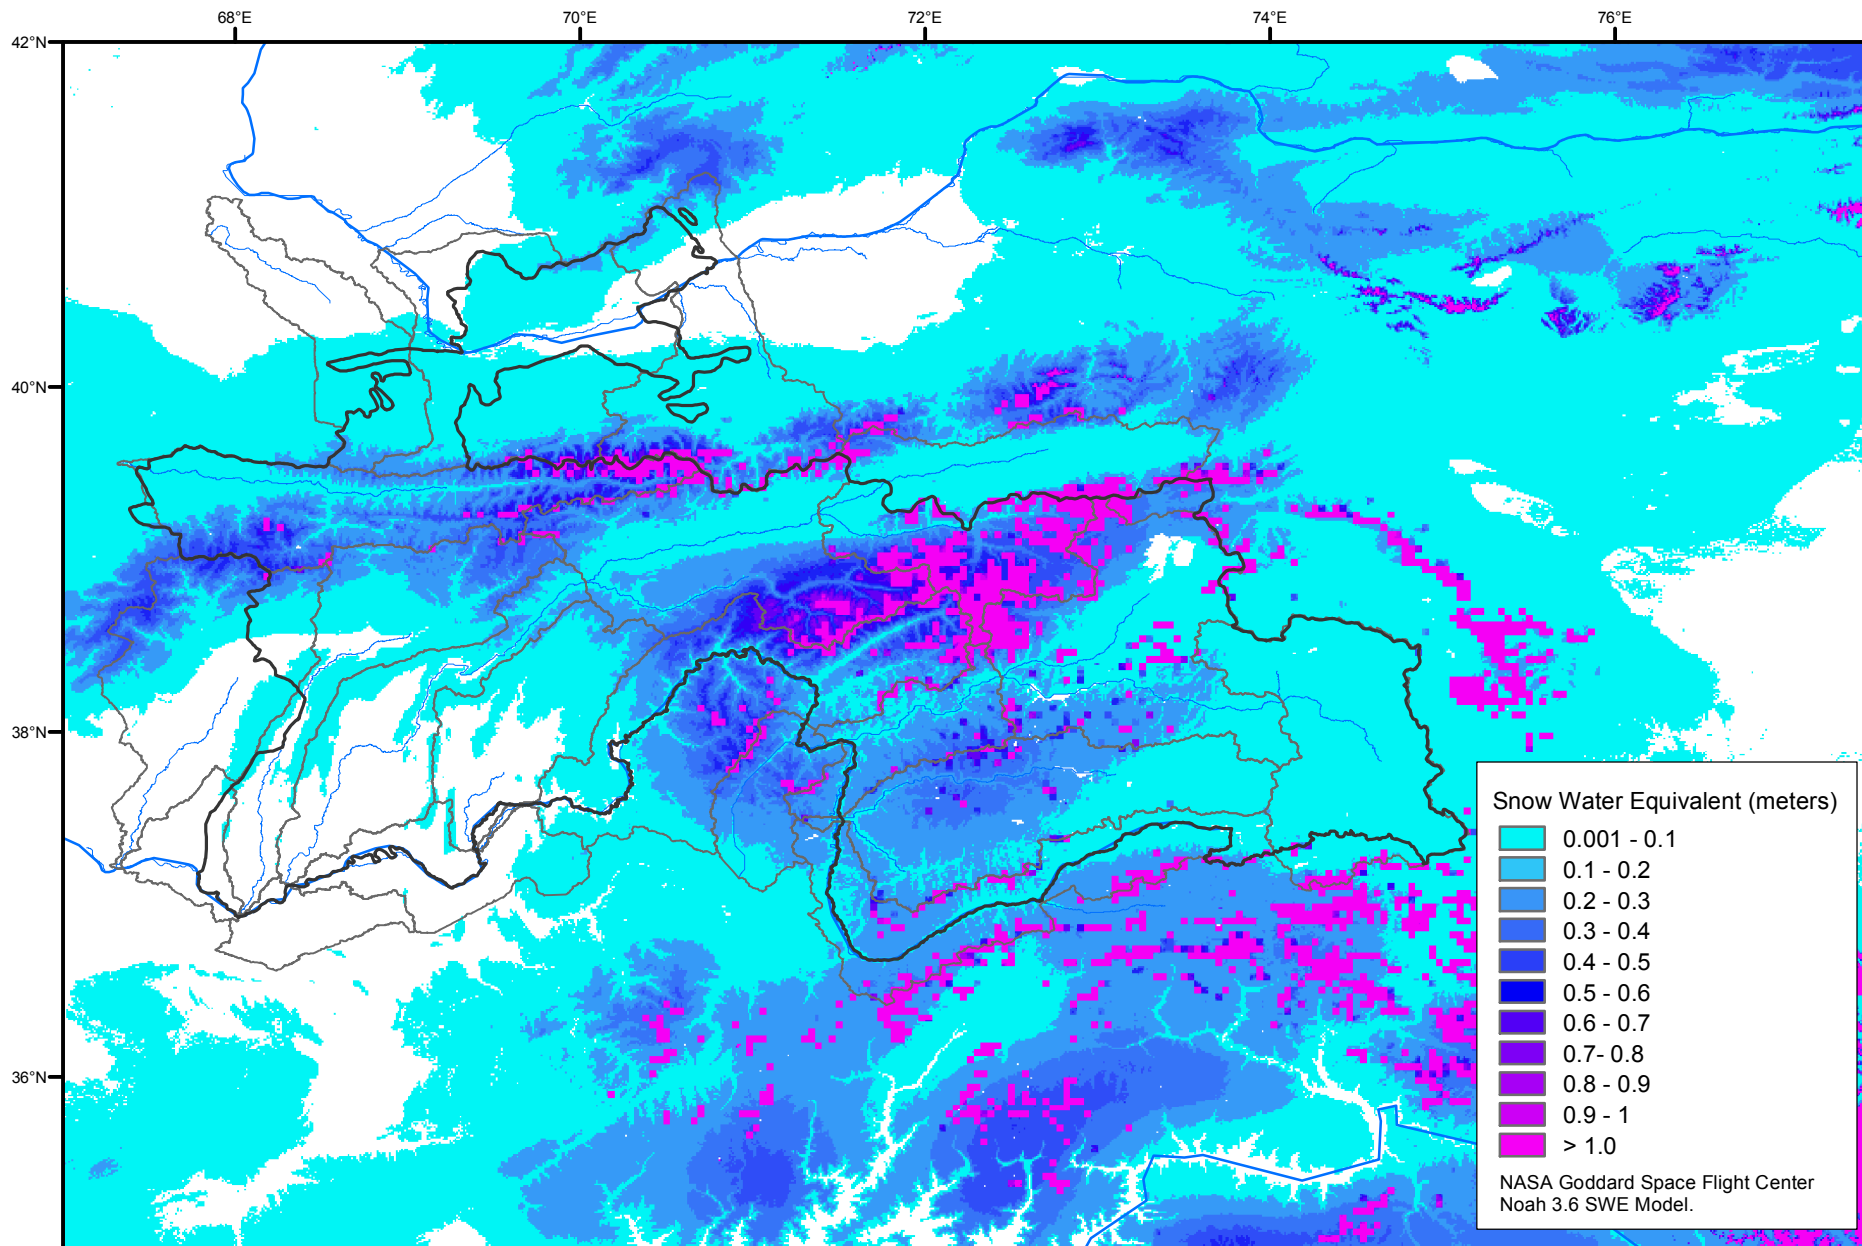 68°E 70°E 72°E 74°E 76°E
42°N
40°N
38°N
36°N
Snow Water Equivalent (meters)
0.001 - 0.1
0.1 - 0.2
0.2 - 0.3
0.3 - 0.4
0.4 - 0.5
0.5 - 0.6
0.6 - 0.7
0.7- 0.8
0.8 - 0.9
0.9 - 1
> 1.0
NASA Goddard Space Flight Center
Noah 3.6 SWE Model.